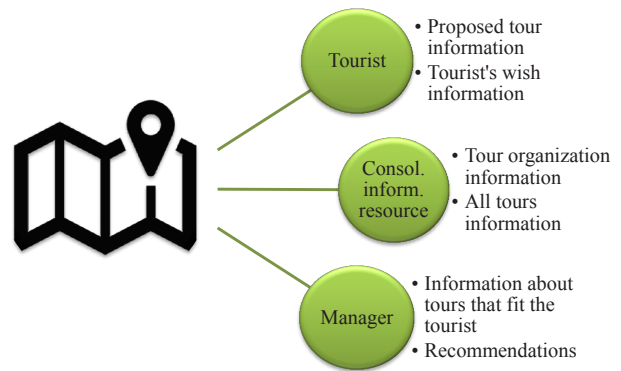 Tourist
• Proposed tour
information
• Tourist's wish
information
Consol.
inform.
resource
• Tour organization
information
• All tours
information
Manager
• Information about
tours that fit the
tourist
• Recommendations